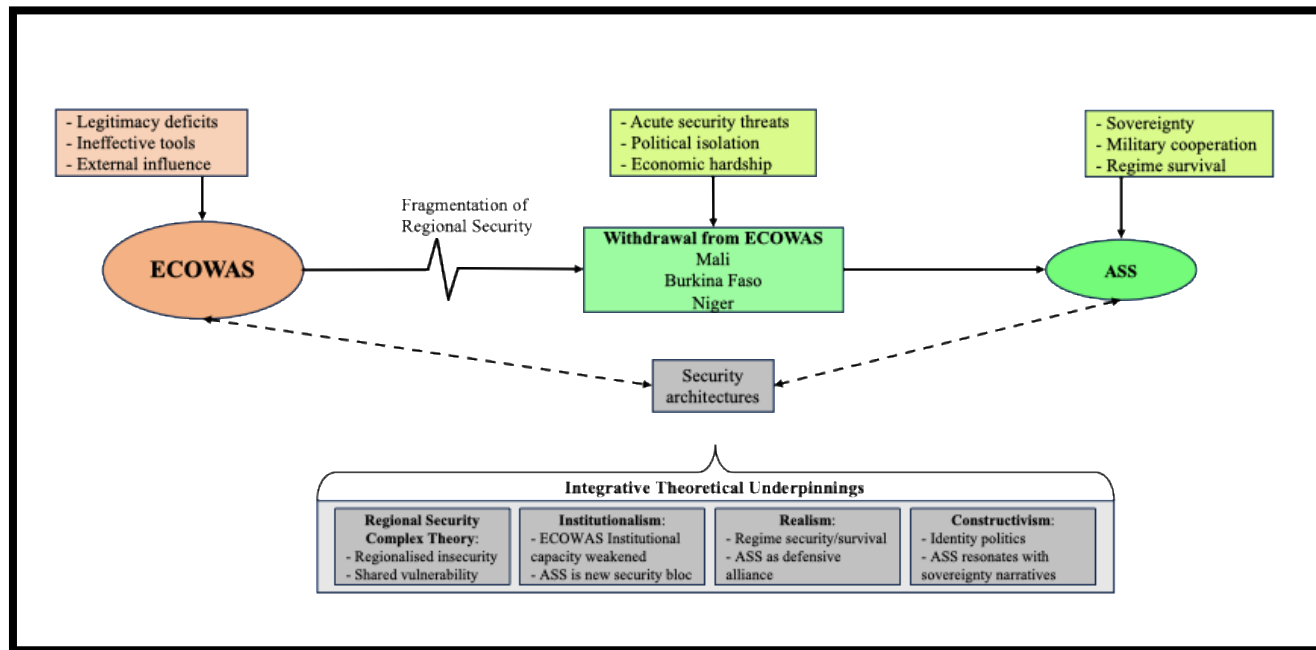 - Legitimacy deficits
- Ineffective tools
- External influence
- Acute security threats
- Political isolation
- Economic hardship
- Sovereignty
- Military cooperation
- Regime survival
Fragmentation of
Regional Security
ECOWAS
Withdrawal from ECOWAS
Mali
Burkina Faso
Niger
ASS
Security
architectures
Integrative Theoretical Underpinnings
Regional Security
Complex Theory:
- Regionalised insecurity
- Shared vulnerability
Institutionalism:
- ECOWAS Institutional
capacity weakened
- ASS is new security bloc
Realism:
- Regime security/survival
- ASS as defensive
alliance
Constructivism:
- Identity politics
- ASS resonates with
sovereignty narratives